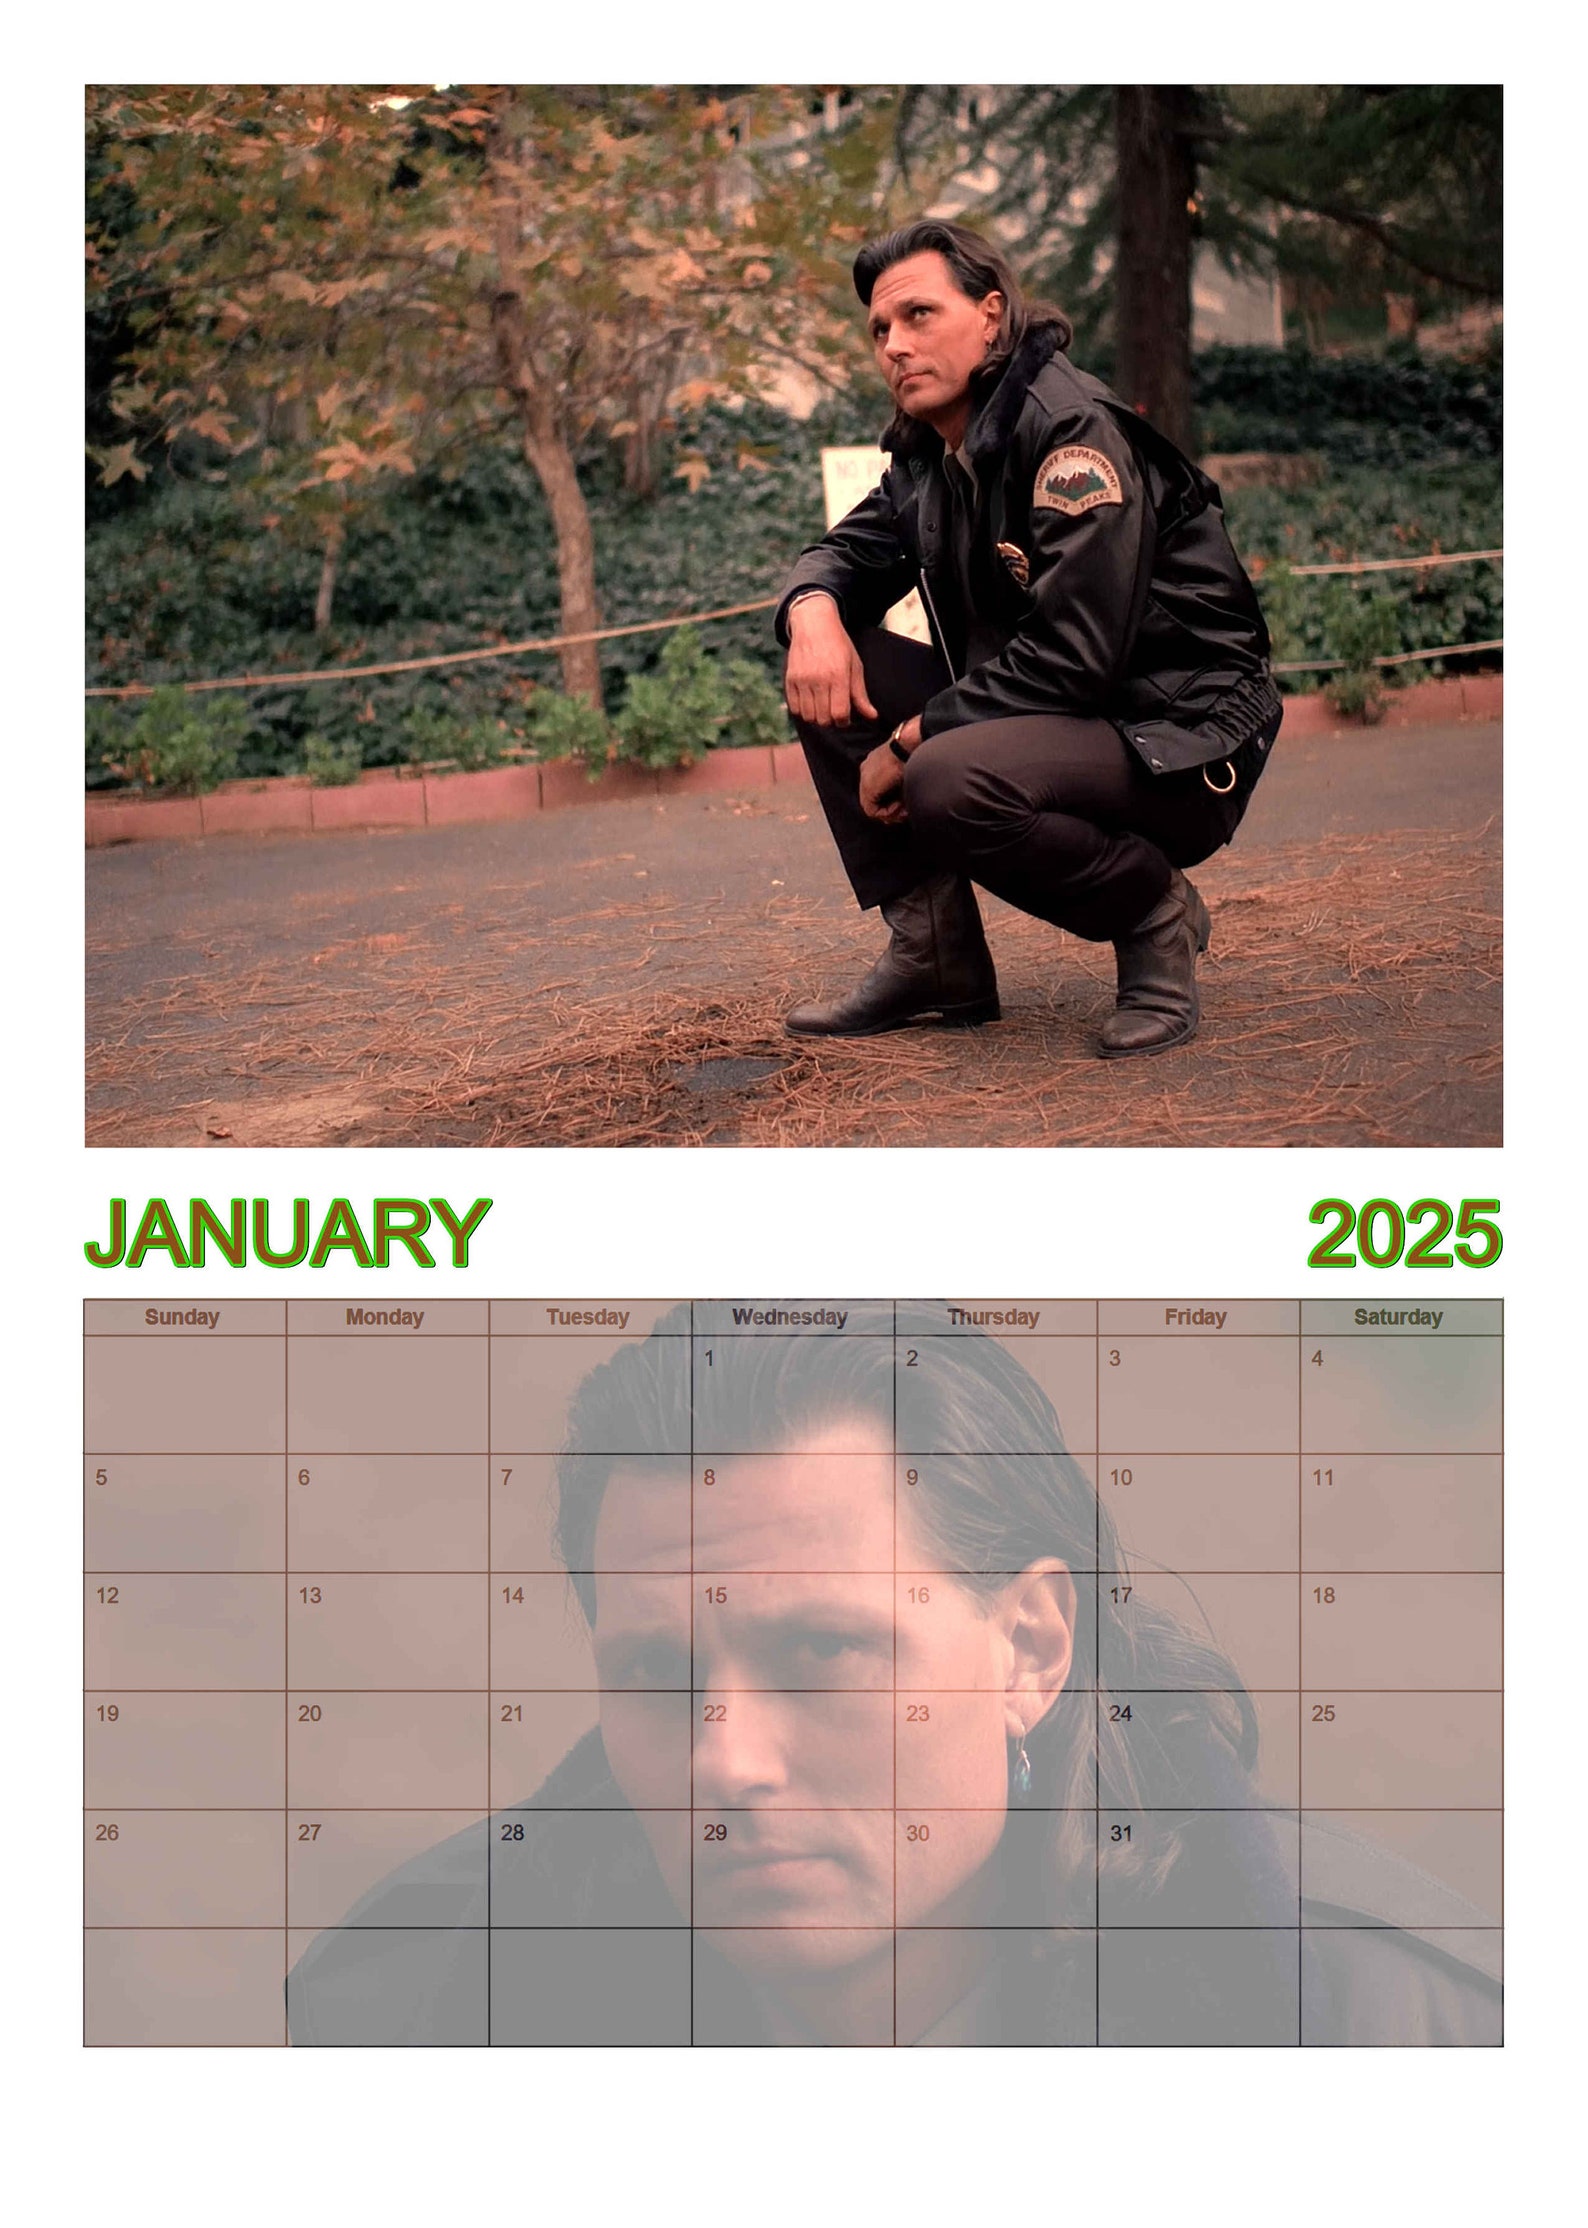 NO PA
SHERIFF DEPARTMENT
TWIN PEAKS
JANUARY 2025
Sunday Monday Tuesday Wednesday Thursday Friday Saturday
1 2 3 4
5 6 7 8 9 10 11
12 13 14 15 16 17 18
19 20 21 22 23 24 25
26 27 28 29 30 31